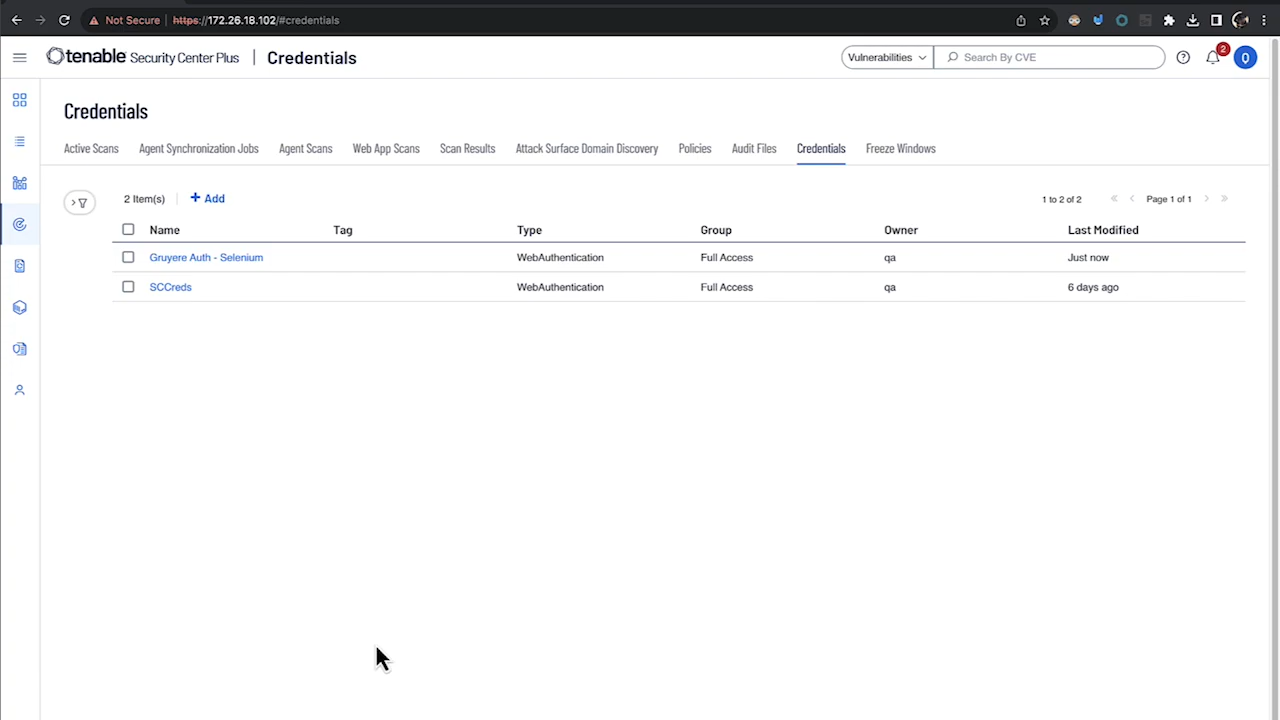 Not Secure https://172.26.18.102/#credentials
tenable Security Center Plus | Credentials
Vulnerabilities
Search By CVE
2
Q
Credentials
Active Scans Agent Synchronization Jobs Agent Scans Web App Scans Scan Results Attack Surface Domain Discovery Policies Audit Files Credentials Freeze Windows
2 Item(s) + Add 1 to 2 of 2 Page 1 of 1
Name Tag Type Group Owner Last Modified
Gruyere Auth - Selenium WebAuthentication Full Access qa Just now
SCCreds WebAuthentication Full Access qa 6 days ago